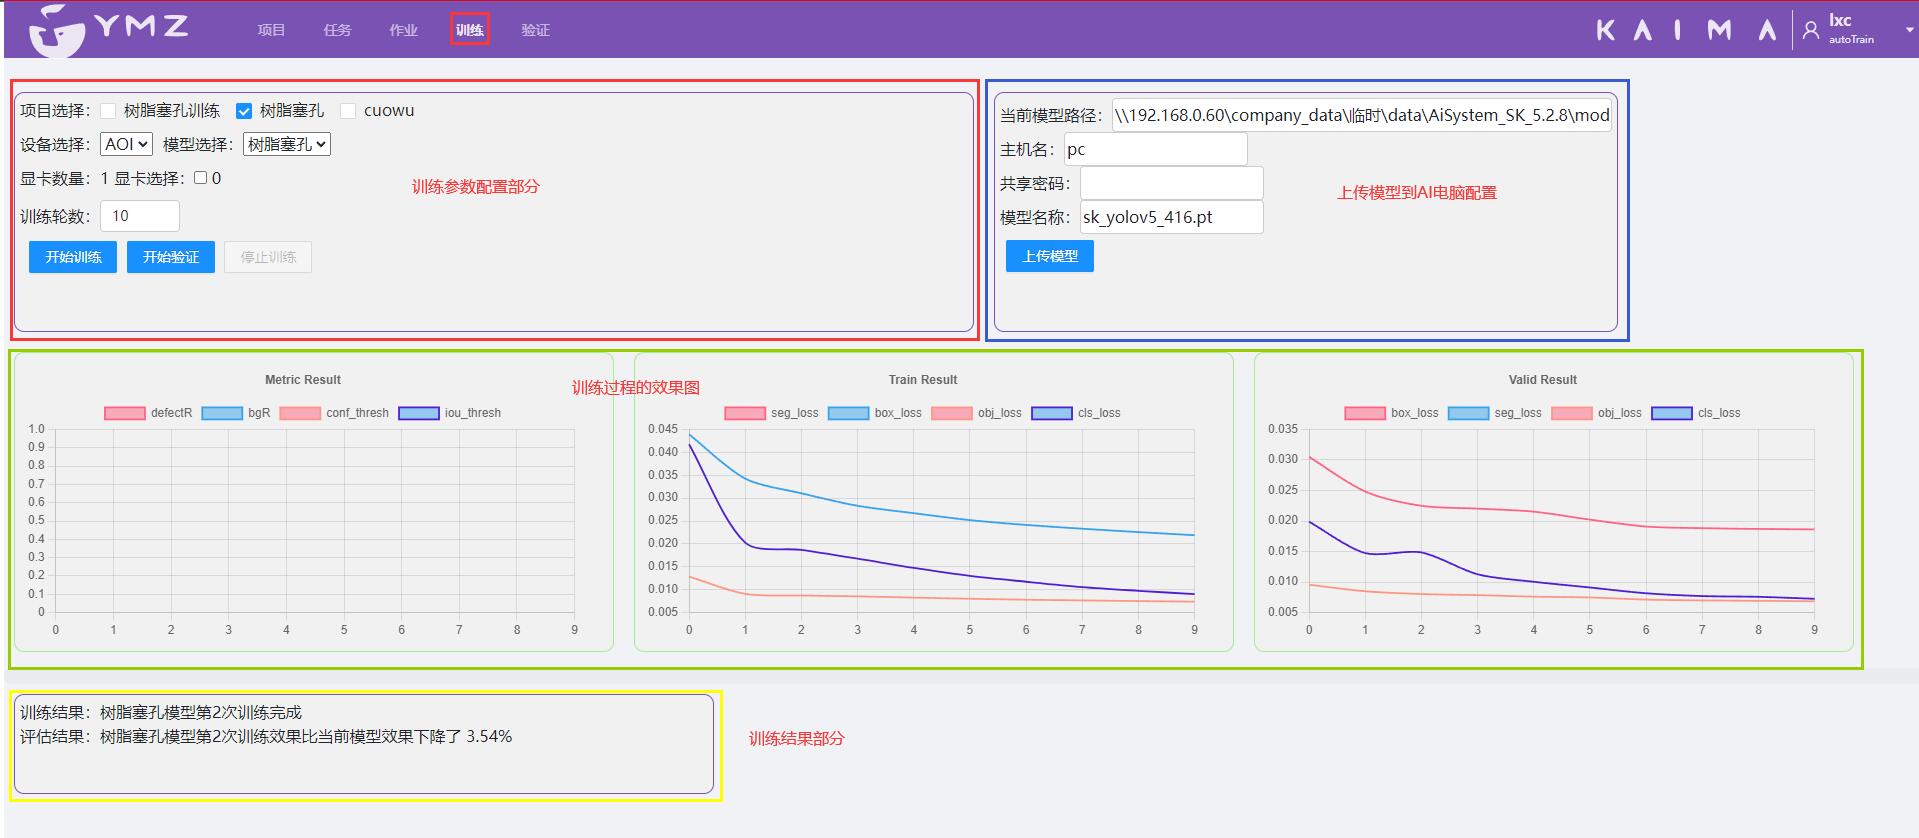 YMZ 项目 任务 作业 训练 验证 KAIMA lxc
autoTrain
项目选择： 树脂塞孔训练 树脂塞孔 cuowu
设备选择： AOI 模型选择： 树脂塞孔
显卡数量：1 显卡选择： 0
训练参数配置部分
训练轮数： 10
开始训练 开始验证 停止训练
当前模型路径： \\192.168.0.60\company_data\临时\data\AiSystem_SK_5.2.8\mod
主机名： pc
共享密码：
上传模型到AI电脑配置
模型名称： sk_yolov5_416.pt
上传模型
训练过程的效果图
Metric Result
defectR bgR conf_thresh iou_thresh
1.0
0.9
0.8
0.7
0.6
0.5
0.4
0.3
0.2
0.1
0
0 1 2 3 4 5 6 7 8 9
Train Result
seg_loss box_loss obj_loss cls_loss
0.045
0.040
0.035
0.030
0.025
0.020
0.015
0.010
0.005
0 1 2 3 4 5 6 7 8 9
Valid Result
box_loss seg_loss obj_loss cls_loss
0.035
0.030
0.025
0.020
0.015
0.010
0.005
0 1 2 3 4 5 6 7 8 9
训练结果：树脂塞孔模型第2次训练完成
评估结果：树脂塞孔模型第2次训练效果比当前模型效果下降了 3.54%
训练结果部分